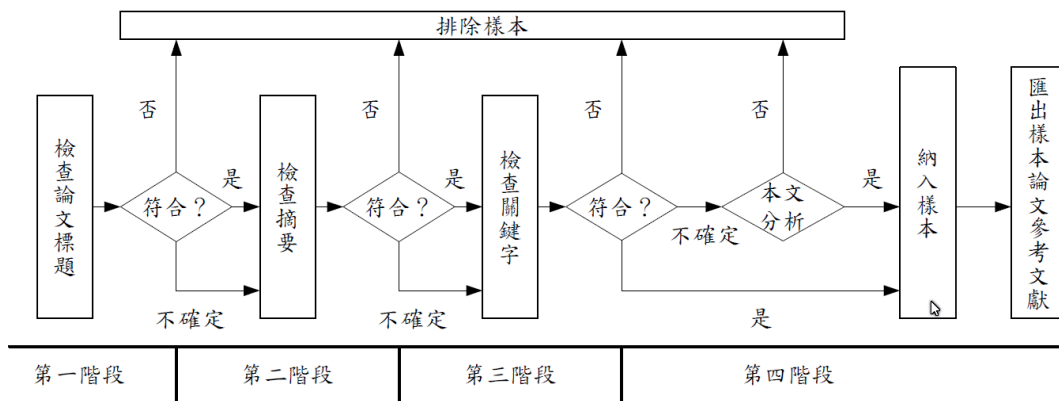 排除樣本
否
否
否
否
檢查論文標題
符合？
是
不確定
檢查摘要
符合？
是
不確定
檢查關鍵字
符合？
不確定
是
本文
分析
是
納入樣本
匯出樣本論文參考文獻
第一階段
第二階段
第三階段
第四階段